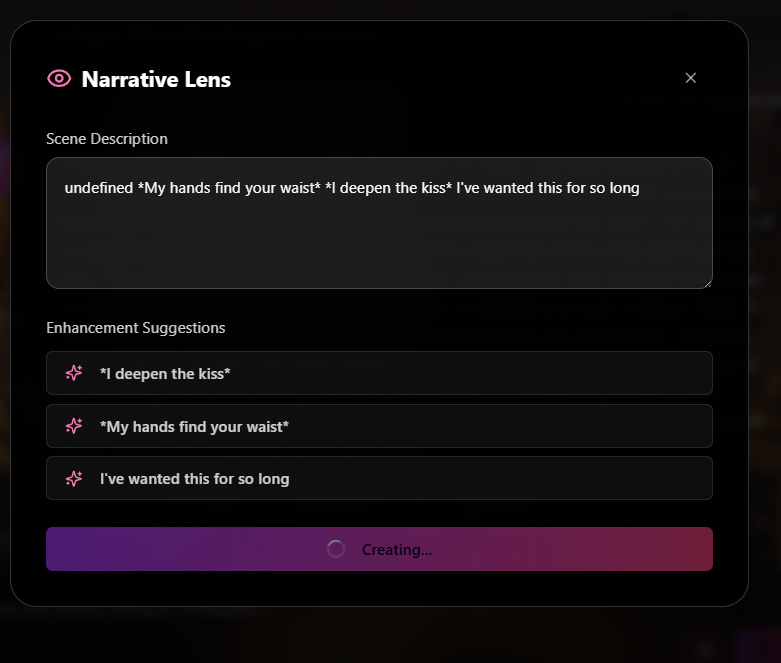 Narrative Lens
Scene Description
undefined *My hands find your waist* *I deepen the kiss* I've wanted this for so long
Enhancement Suggestions
*I deepen the kiss*
*My hands find your waist*
I've wanted this for so long
Creating...